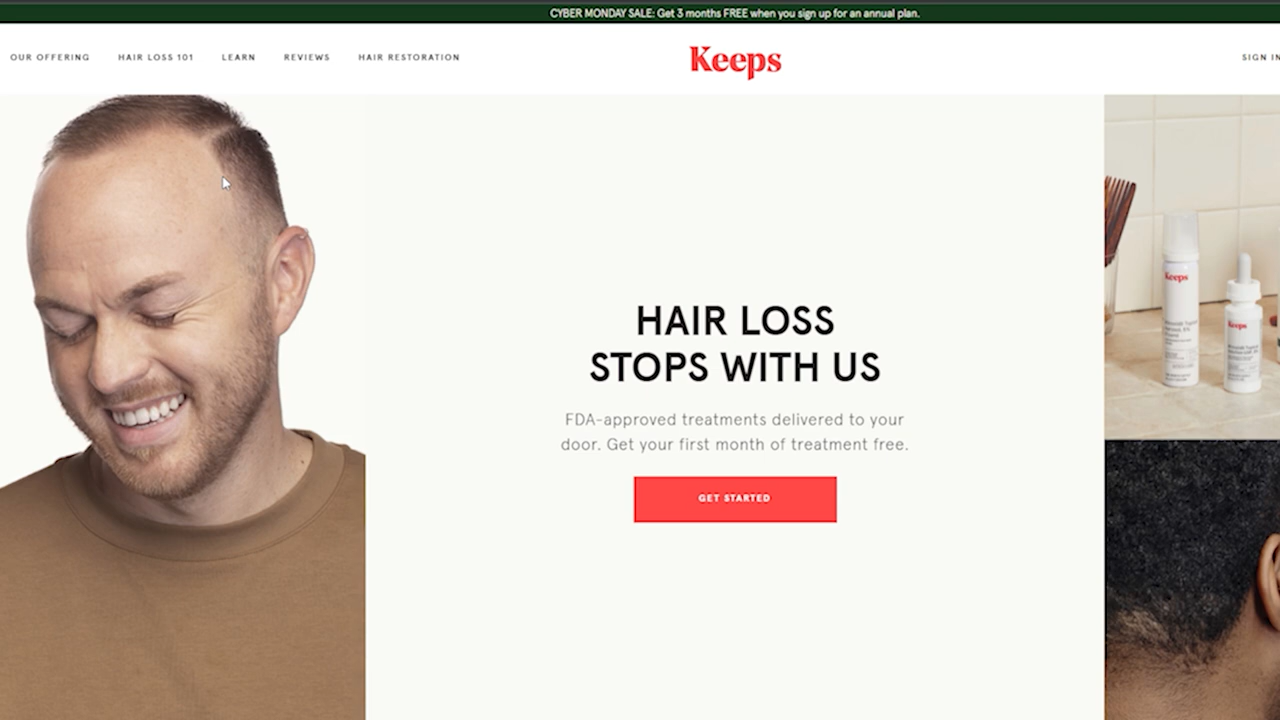 CYBER MONDAY SALE: Get 3 months FREE when you sign up for an annual plan.
OUR OFFERING
HAIR LOSS 101
LEARN
REVIEWS
HAIR RESTORATION
Keeps
SIGN IN
HAIR LOSS
STOPS WITH US
FDA-approved treatments delivered to your
door. Get your first month of treatment free.
GET STARTED
Keeps
Keeps